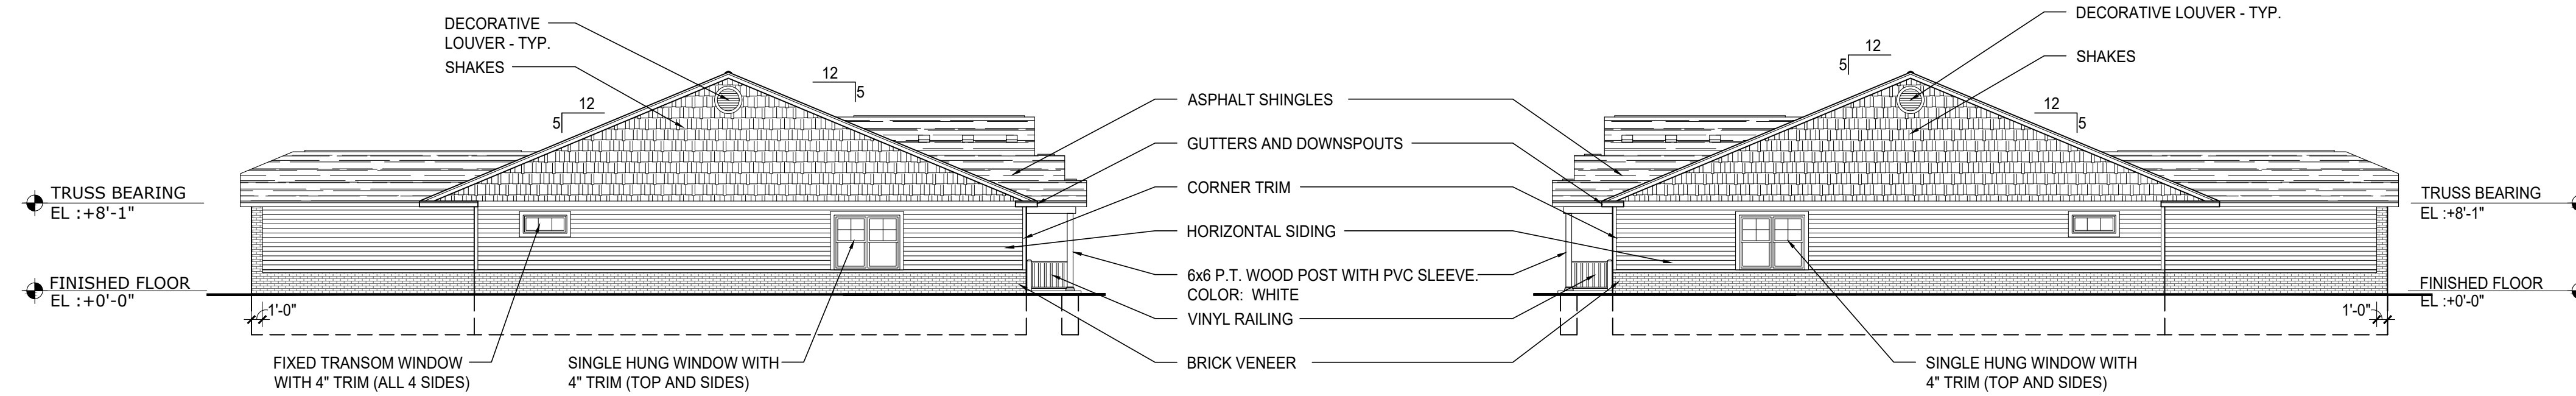 DECORATIVE
LOUVER - TYP.
SHAKES
12
5
12
5
TRUSS BEARING
EL :+8'-1"
FINISHED FLOOR
EL :+0'-0"
1'-0"
FIXED TRANSOM WINDOW
WITH 4" TRIM (ALL 4 SIDES)
SINGLE HUNG WINDOW WITH
4" TRIM (TOP AND SIDES)
ASPHALT SHINGLES
GUTTERS AND DOWNSPOUTS
CORNER TRIM
HORIZONTAL SIDING
6x6 P.T. WOOD POST WITH PVC SLEEVE.
COLOR: WHITE
VINYL RAILING
BRICK VENEER
DECORATIVE LOUVER - TYP.
SHAKES
12
5
12
5
TRUSS BEARING
EL :+8'-1"
FINISHED FLOOR
EL :+0'-0"
1'-0"
SINGLE HUNG WINDOW WITH
4" TRIM (TOP AND SIDES)